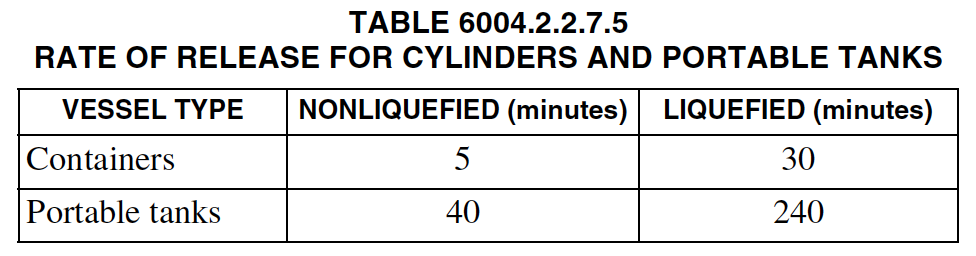 TABLE 6004.2.2.7.5
RATE OF RELEASE FOR CYLINDERS AND PORTABLE TANKS
VESSEL TYPE NONLIQUEFIED (minutes) LIQUEFIED (minutes)
Containers 5 30
Portable tanks 40 240